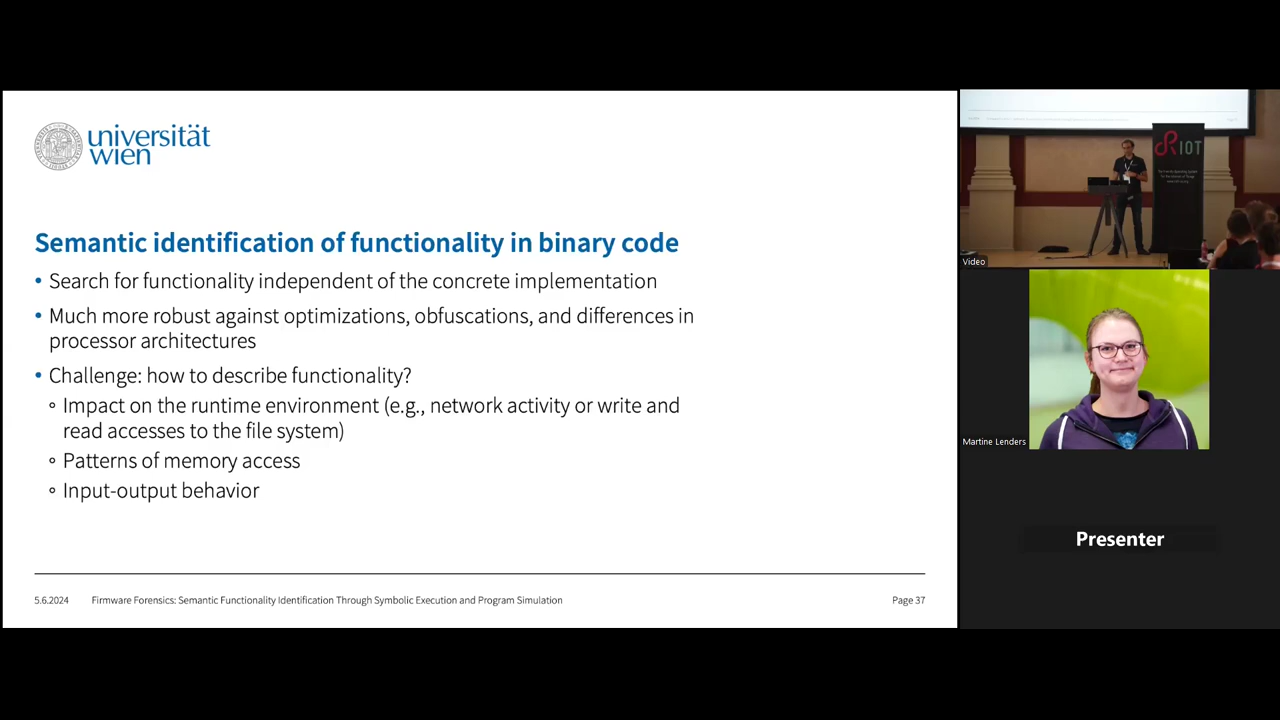 universität
wien
Semantic identification of functionality in binary code
• Search for functionality independent of the concrete implementation
• Much more robust against optimizations, obfuscations, and differences in
processor architectures
• Challenge: how to describe functionality?
◦ Impact on the runtime environment (e.g., network activity or write and
read accesses to the file system)
◦ Patterns of memory access
◦ Input-output behavior
5.6.2024 Firmware Forensics: Semantic Functionality Identification Through Symbolic Execution and Program Simulation Page 37
RIOT
Video
Martine Lenders
Presenter